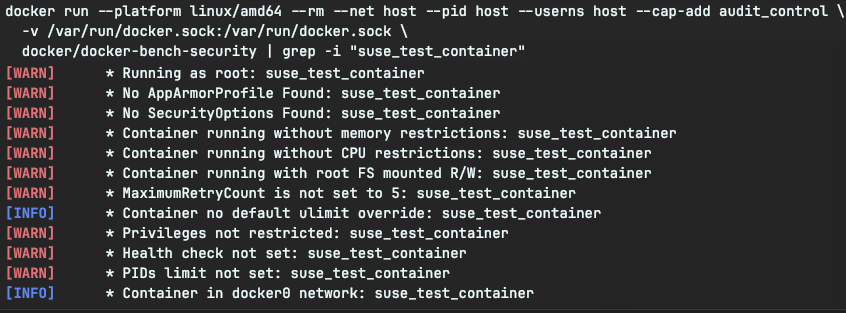 docker run --platform linux/amd64 --rm --net host --pid host --userns host --cap-add audit_control \
-v /var/run/docker.sock:/var/run/docker.sock \
docker/docker-bench-security | grep -i "suse_test_container"
[WARN] * Running as root: suse_test_container
[WARN] * No AppArmorProfile Found: suse_test_container
[WARN] * No SecurityOptions Found: suse_test_container
[WARN] * Container running without memory restrictions: suse_test_container
[WARN] * Container running without CPU restrictions: suse_test_container
[WARN] * Container running with root FS mounted R/W: suse_test_container
[WARN] * MaximumRetryCount is not set to 5: suse_test_container
[INFO] * Container no default ulimit override: suse_test_container
[WARN] * Privileges not restricted: suse_test_container
[WARN] * Health check not set: suse_test_container
[WARN] * PIDs limit not set: suse_test_container
[INFO] * Container in docker0 network: suse_test_container